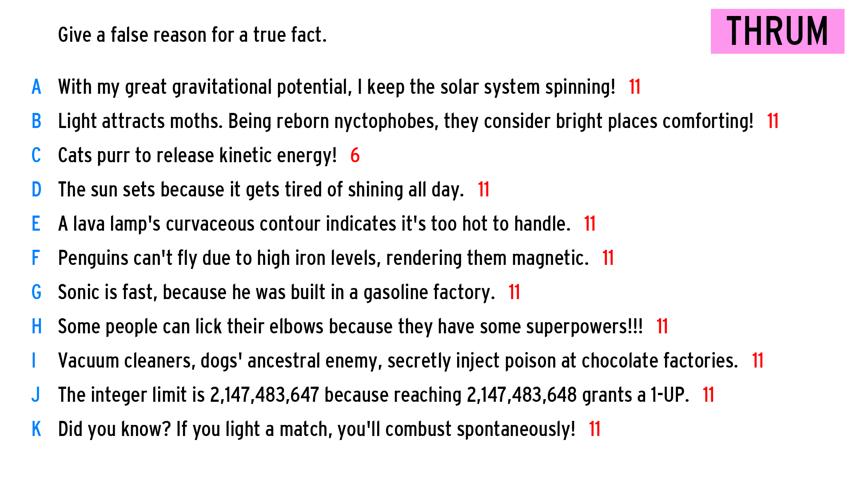 Give a false reason for a true fact.
THRUM
A With my great gravitational potential, I keep the solar system spinning! 11
B Light attracts moths. Being reborn nyctophobes, they consider bright places comforting! 11
C Cats purr to release kinetic energy! 6
D The sun sets because it gets tired of shining all day. 11
E A lava lamp's curvaceous contour indicates it's too hot to handle. 11
F Penguins can't fly due to high iron levels, rendering them magnetic. 11
G Sonic is fast, because he was built in a gasoline factory. 11
H Some people can lick their elbows because they have some superpowers!!! 11
I Vacuum cleaners, dogs' ancestral enemy, secretly inject poison at chocolate factories. 11
J The integer limit is 2,147,483,647 because reaching 2,147,483,648 grants a 1-UP. 11
K Did you know? If you light a match, you'll combust spontaneously! 11